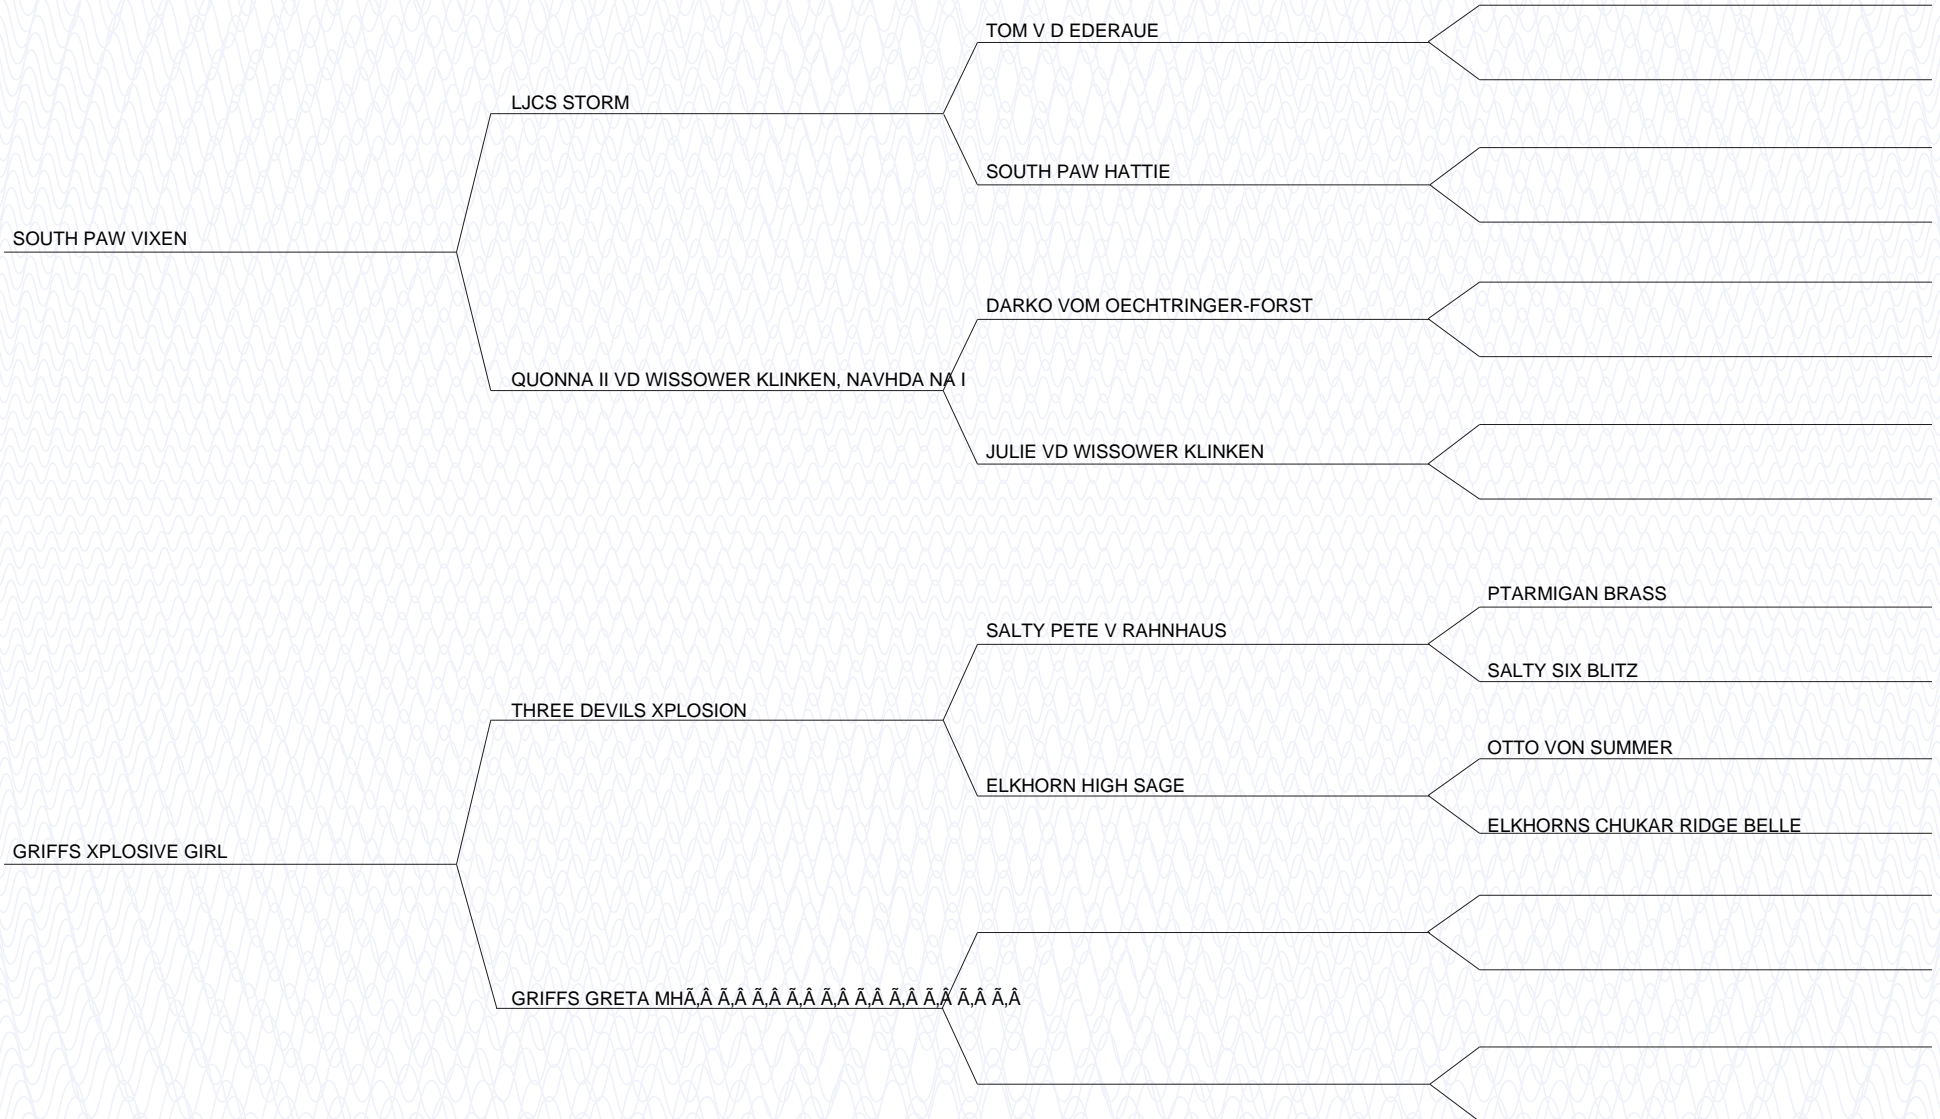 TOM V D EDERAUE
LJCS STORM
SOUTH PAW HATTIE
SOUTH PAW VIXEN
DARKO VOM OECHTRINGER-FORST
QUONNA II VD WISSOWER KLINKEN, NAVHDA NA I
JULIE VD WISSOWER KLINKEN
PTARMIGAN BRASS
SALTY PETE V RAHNHAUS
SALTY SIX BLITZ
THREE DEVILS XPLOSION
OTTO VON SUMMER
ELKHORN HIGH SAGE
ELKHORNS CHUKAR RIDGE BELLE
GRIFFS XPLOSIVE GIRL
GRIFFS GRETA MHÃ‚Â Ã‚Â Ã‚Â Ã‚Â Ã‚Â Ã‚Â Ã‚Â Ã‚Â Ã‚Â Ã‚Â